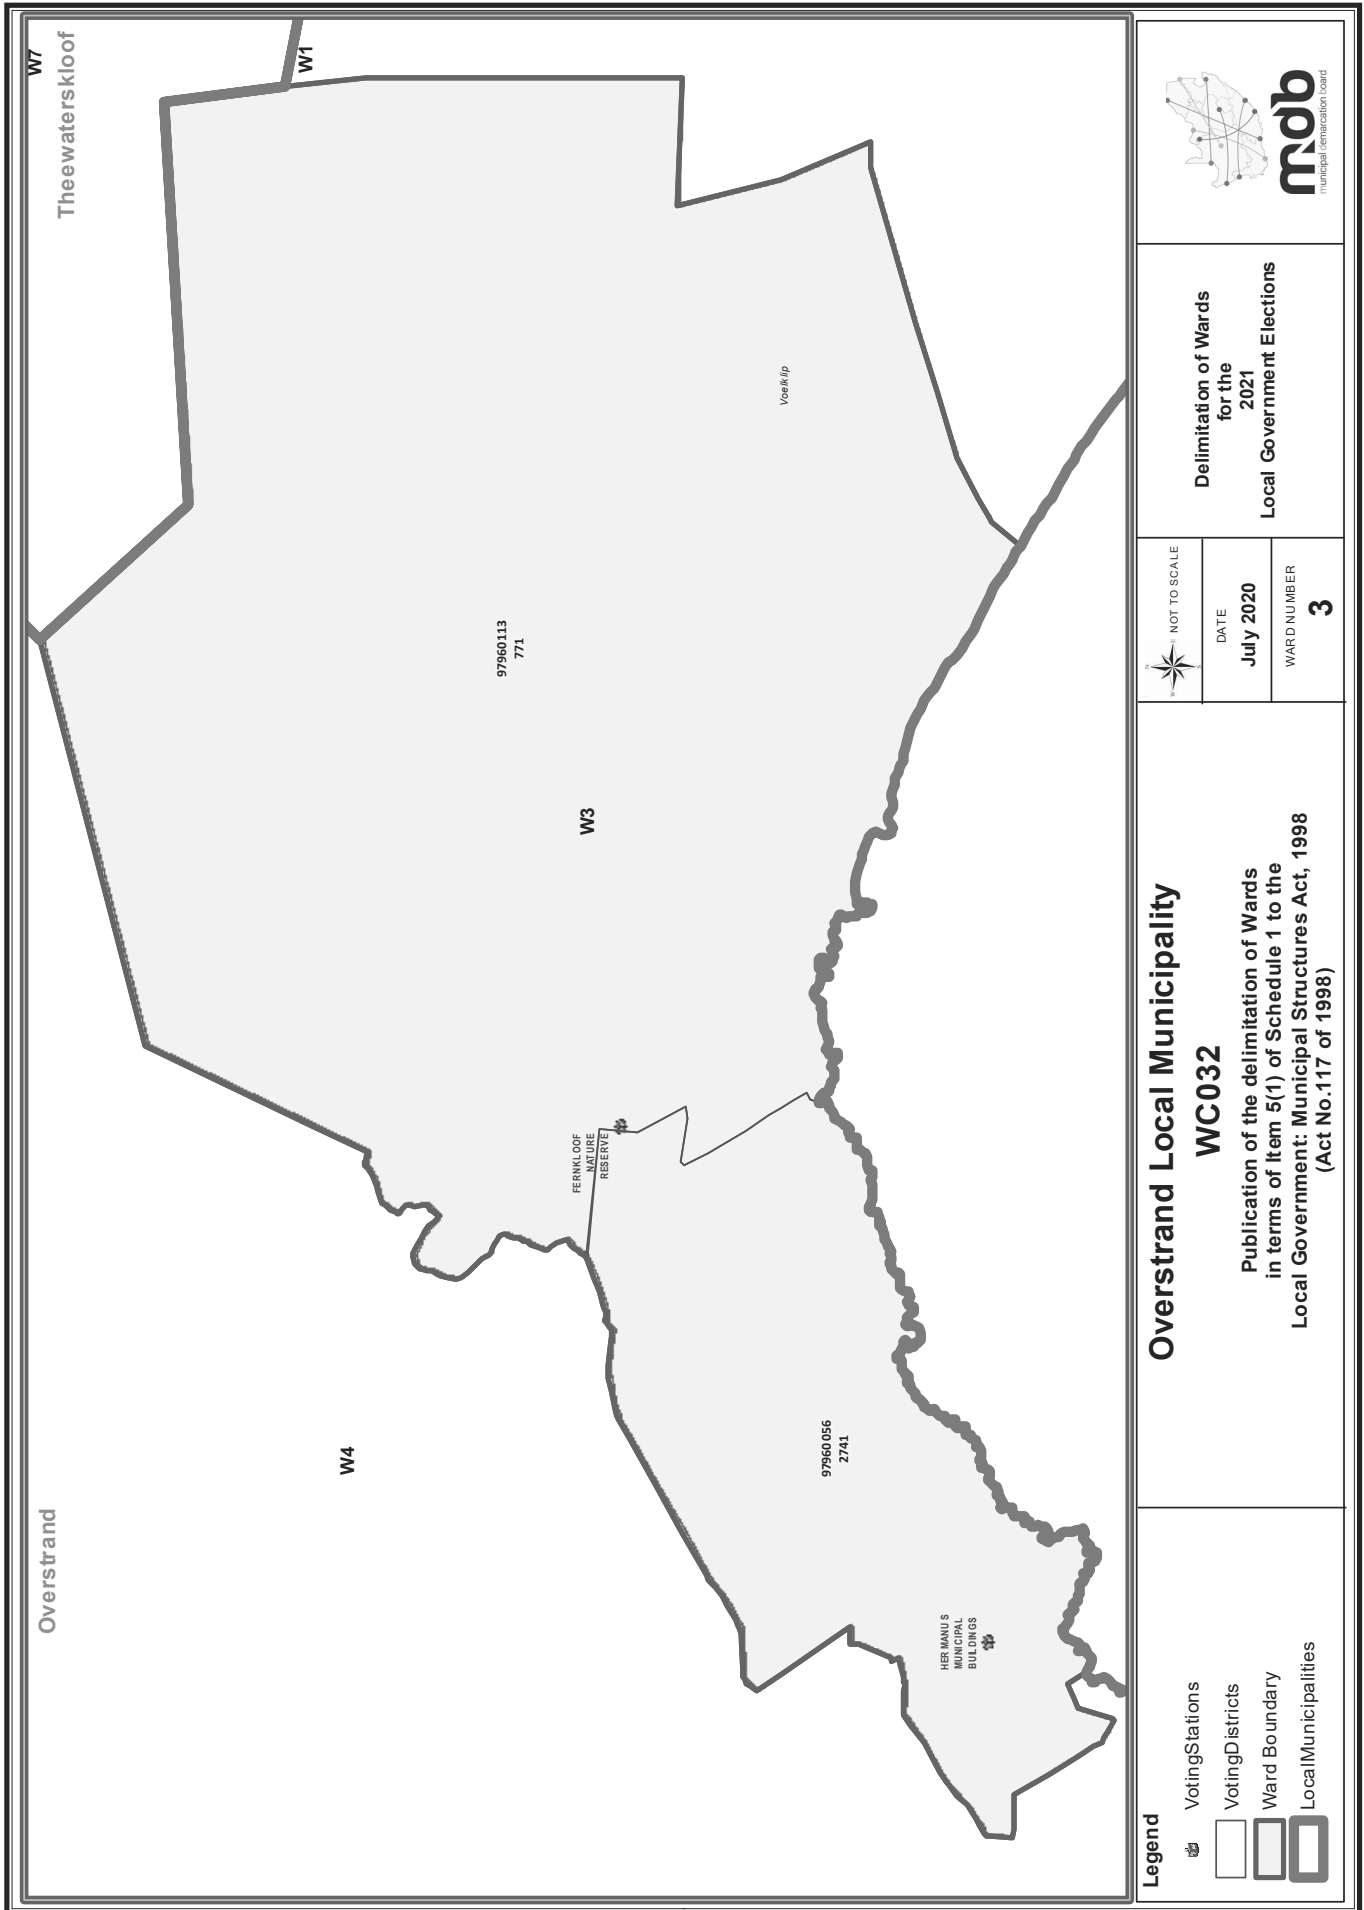 Overstrand
Theewaterskloof
W7
W1
W4
W3
97960113
771
Voelklip
FERNKLOOF
NATURE
RESERVE
97960056
2741
HERMANUS
MUNICIPAL
BUILDINGS
Legend
VotingStations
VotingDistricts
Ward Boundary
LocalMunicipalities
Overstrand Local Municipality
WC032
Publication of the delimitation of Wards
in terms of Item 5(1) of Schedule 1 to the
Local Government: Municipal Structures Act, 1998
(Act No.117 of 1998)
N
W E
S
NOT TO SCALE
DATE
July 2020
WARD NUMBER
3
Delimitation of Wards
for the
2021
Local Government Elections
mdb
municipal demarcation board